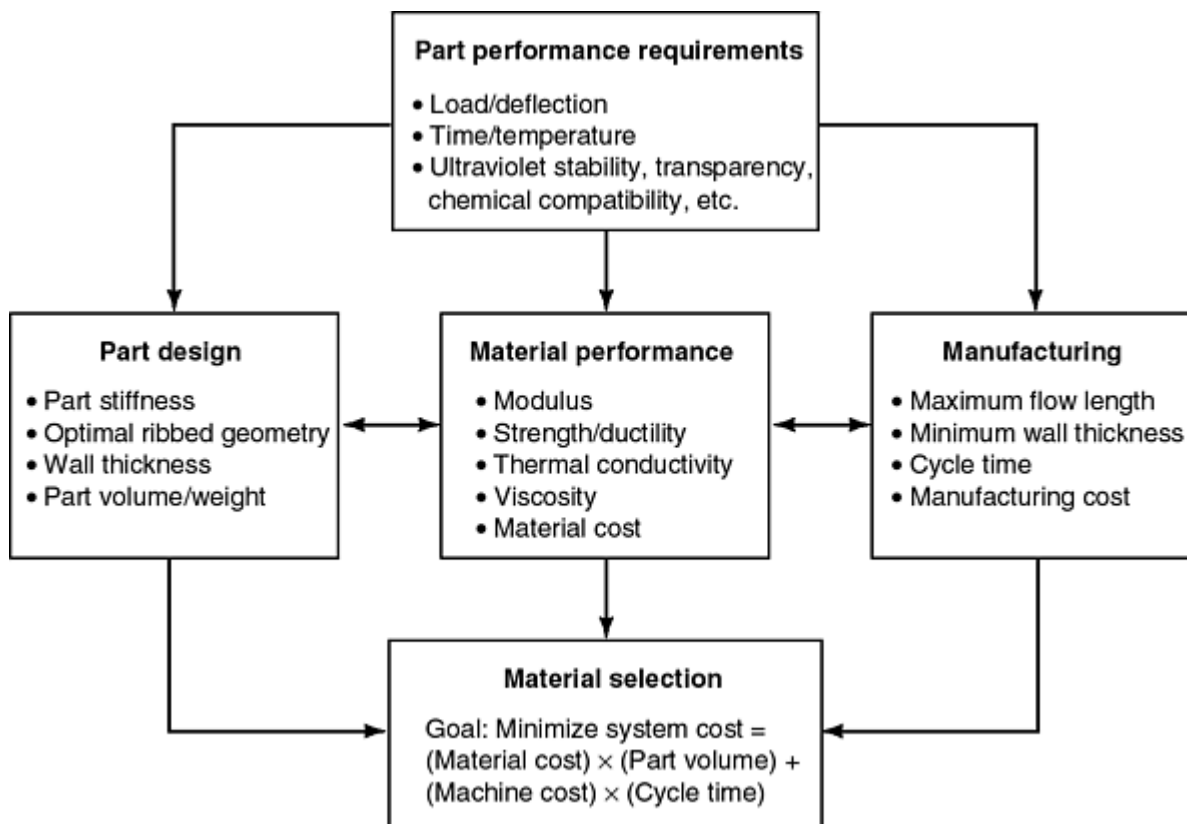 Part performance requirements
• Load/deflection
• Time/temperature
• Ultraviolet stability, transparency,
chemical compatibility, etc.
Part design
• Part stiffness
• Optimal ribbed geometry
• Wall thickness
• Part volume/weight
Material performance
• Modulus
• Strength/ductility
• Thermal conductivity
• Viscosity
• Material cost
Manufacturing
• Maximum flow length
• Minimum wall thickness
• Cycle time
• Manufacturing cost
Material selection
Goal: Minimize system cost =
(Material cost) × (Part volume) +
(Machine cost) × (Cycle time)